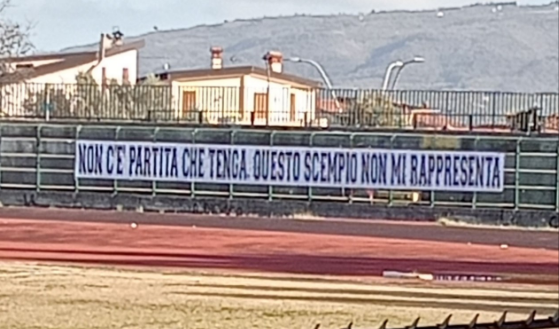 NON C'E' PARTITA CHE TENGA. QUESTO SCEMPIO NON MI RAPPRESENTA